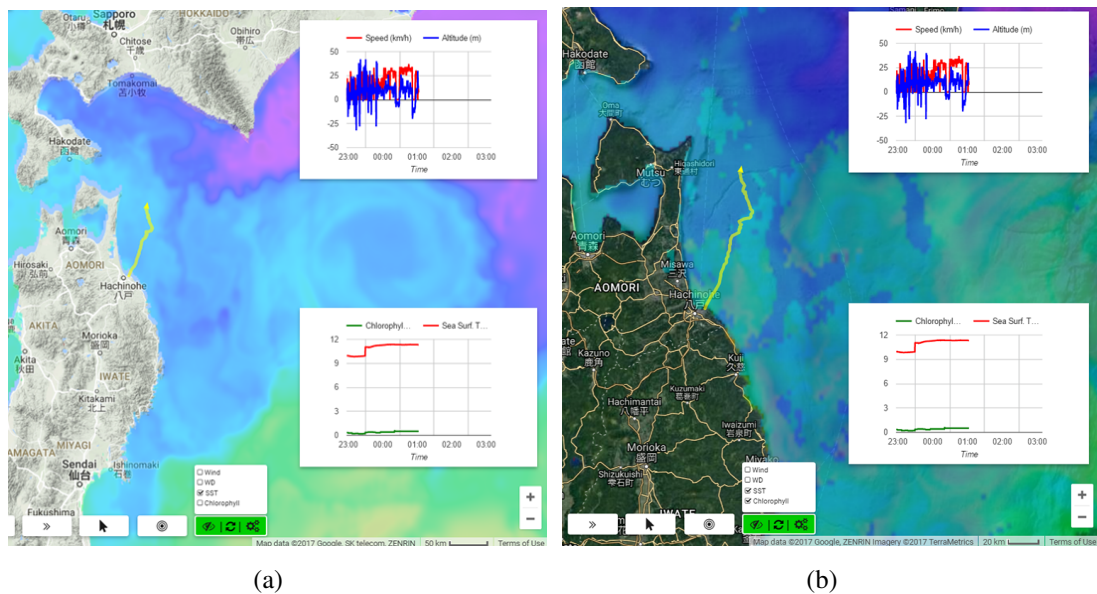 HOKKAIDO
Otaru
小樽
Sapporo
札幌
Chitose
千歳
Obihiro
帯広
Tomakomai
苫小牧
Hakodate
函館
Aomori
青森
Hirosaki
弘前
AOMORI
Hachinohe
八戸
AKITA
Morioka
盛岡
Akita
秋田
IWATE
Kitakami
北上
MIYAGI
AMAGATA
Sendai
仙台
Ishinomaki
石巻
Fukushima
Speed (km/h) Altitude (m)
50
25
0
-25
-50
23:00 00:00 01:00 02:00 03:00
Time
Chlorophyl... Sea Surf. T...
12
9
6
3
0
23:00 00:00 01:00 02:00 03:00
Time
Wind
WD
SST
Chlorophyll
+
−
Map data ©2017 Google, SK telecom, ZENRIN 50 km Terms of Use
(a)
Hakodate
函館
Oma
大間町
Higashidori
東通村
Mutsu
むつ
Aomori
青森
Misawa
三沢
AOMORI
Hachinohe
八戸
Kazuno
鹿角
Kuji
久慈
Kuzumaki
葛巻町
Hachimantai
八幡平
Iwaizumi
岩泉町
Morioka
盛岡
Miyako
Shizukuishi
雫石町
IWATE
Speed (km/h) Altitude (m)
50
25
0
-25
-50
23:00 00:00 01:00 02:00 03:00
Time
Chlorophyl... Sea Surf. T...
12
9
6
3
0
23:00 00:00 01:00 02:00 03:00
Time
Wind
WD
SST
Chlorophyll
+
−
Map data ©2017 Google, ZENRIN Imagery ©2017 TerraMetrics 20 km Terms of Use
(b)